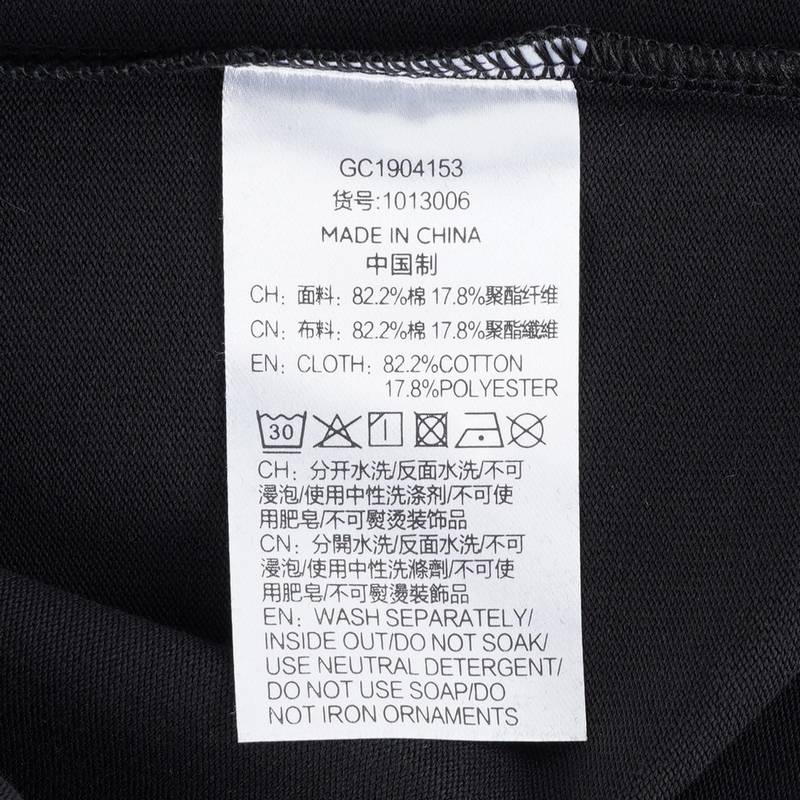 GC1904153
货号:1013006
MADE IN CHINA
中国制
CH: 面料: 82.2%棉 17.8%聚酯纤维
CN: 布料: 82.2%棉 17.8%聚酯纖維
EN: CLOTH: 82.2%COTTON
17.8%POLYESTER
30
CH: 分开水洗/反面水洗/不可
浸泡/使用中性洗涤剂/不可使
用肥皂/不可熨烫装饰品
CN: 分開水洗/反面水洗/不可
浸泡/使用中性洗滌劑/不可使
用肥皂/不可熨燙裝飾品
EN: WASH SEPARATELY/
INSIDE OUT/DO NOT SOAK/
USE NEUTRAL DETERGENT/
DO NOT USE SOAP/DO
NOT IRON ORNAMENTS